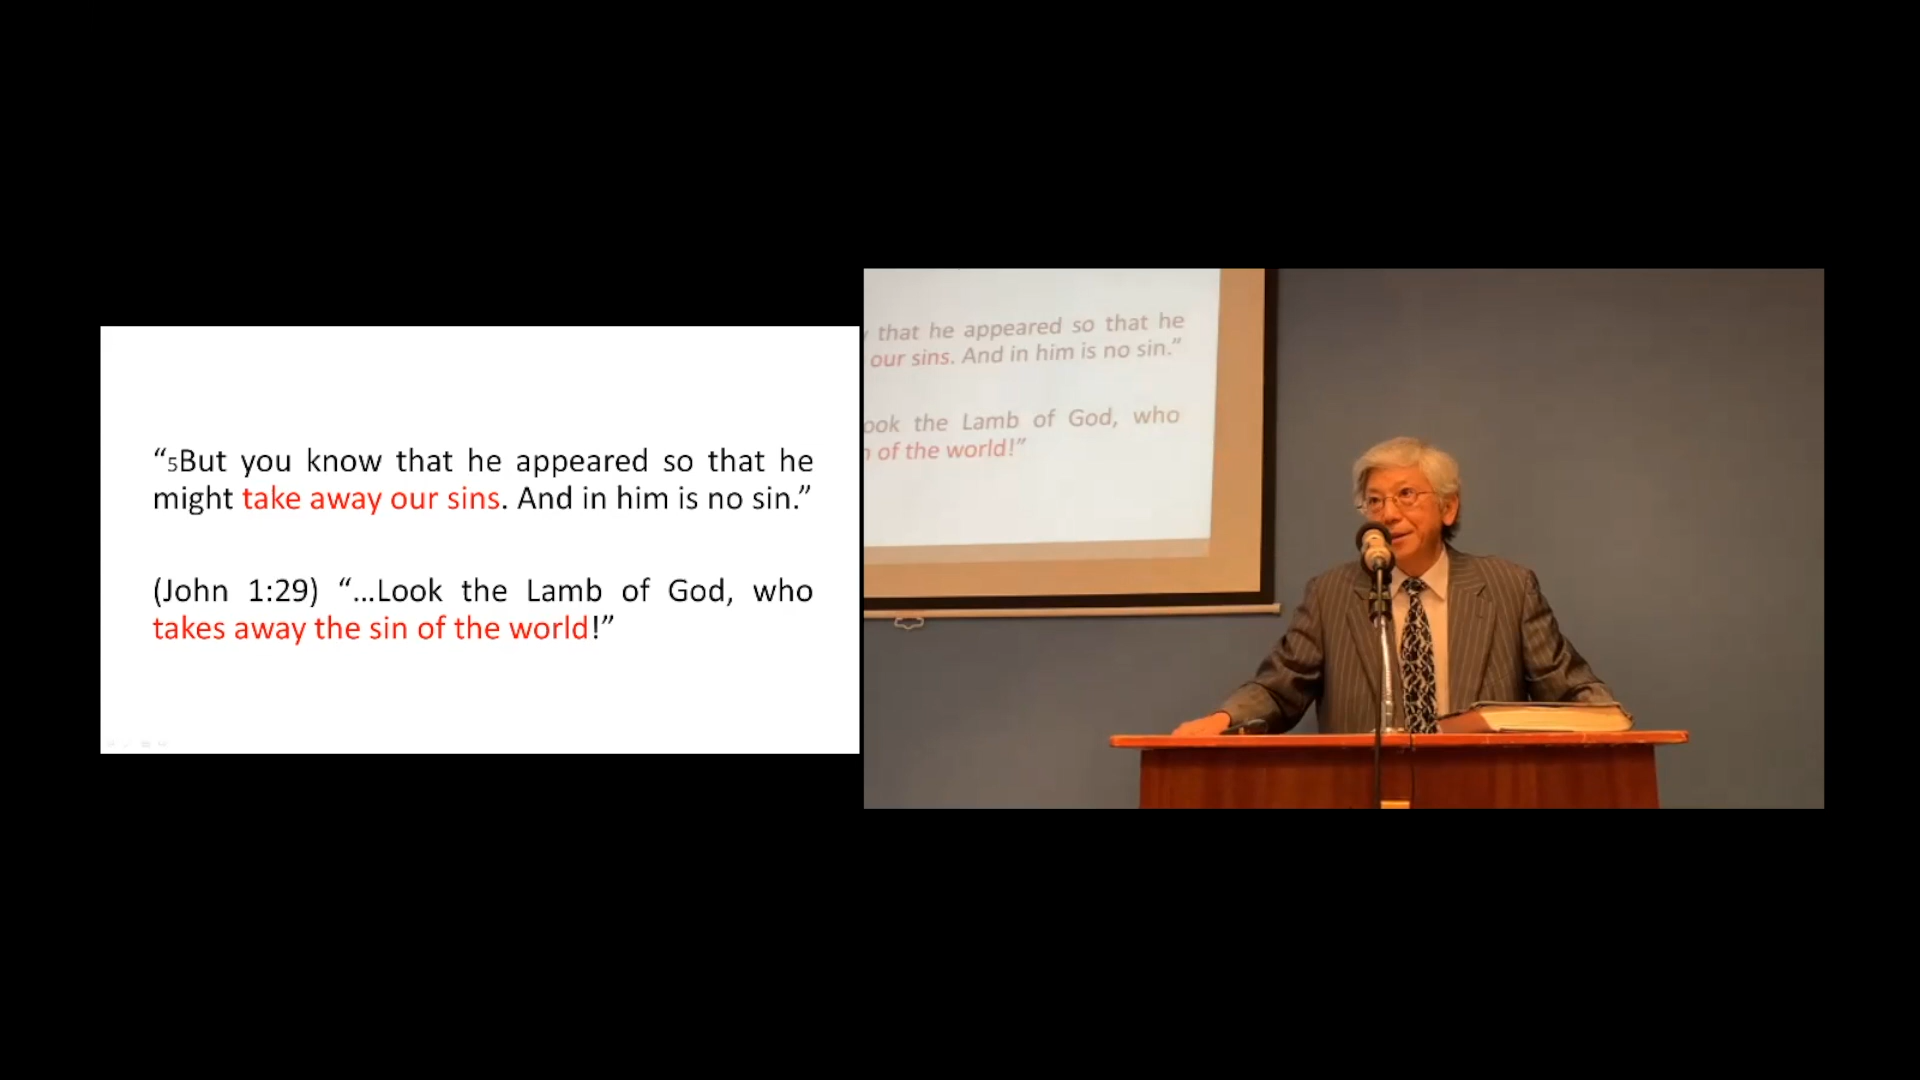 “5But you know that he appeared so that he
might take away our sins. And in him is no sin.”
(John 1:29) “...Look the Lamb of God, who
takes away the sin of the world!”
that he appeared so that he
our sins. And in him is no sin.”
the Lamb of God, who
of the world!”